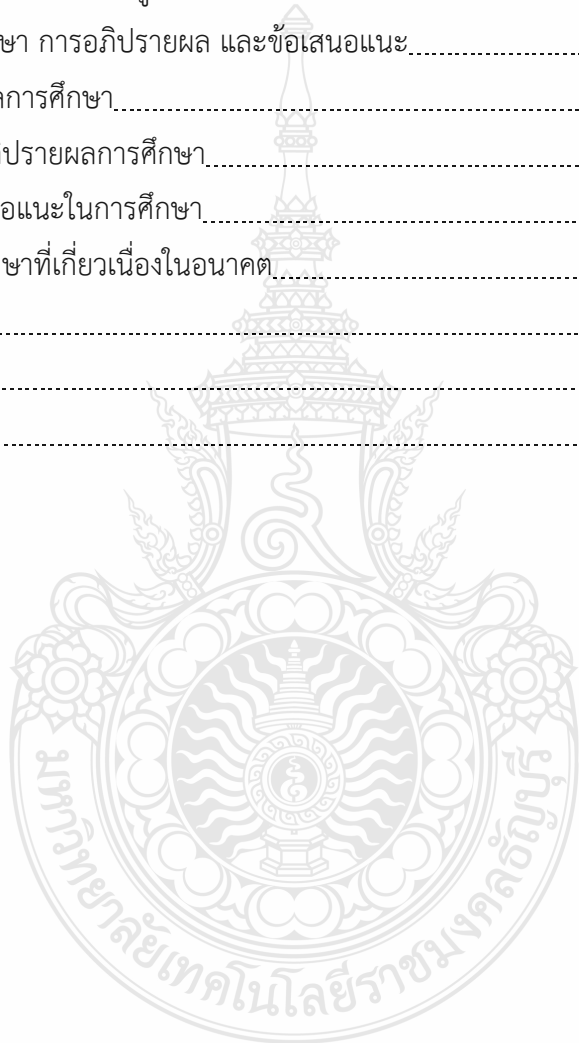 ษา การอภิปรายผล และข้อเสนอแนะ
ลการศึกษา
ปรายผลการศึกษา
อแนะในการศึกษา
ษาที่เกี่ยวเนื่องในอนาคต
มหาวิทยาลัยเทคโนโลยีราชมงคลธัญบุรี